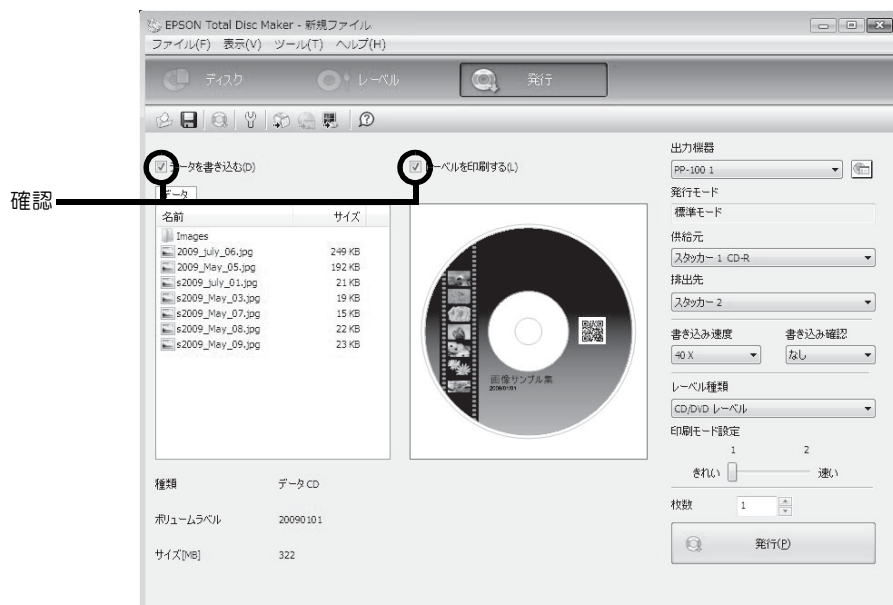 EPSON Total Disc Maker - 新規ファイル
ファイル(F) 表示(V) ツール(T) ヘルプ(H)
ディスク レーベル 発行
データを書き込む(D)
レーベルを印刷する(L)
確認
データ
名前 サイズ
Images
2009_july_06.jpg 249 KB
2009_May_05.jpg 192 KB
s2009_july_01.jpg 21 KB
s2009_May_03.jpg 19 KB
s2009_May_07.jpg 15 KB
s2009_May_08.jpg 22 KB
s2009_May_09.jpg 23 KB
画像サンプル集
2009/01/01
種類 データ CD
ボリュームラベル 20090101
サイズ[MB] 322
出力機器
PP-100 1
発行モード
標準モード
供給元
スタッカー 1 CD-R
排出先
スタッカー 2
書き込み速度 書き込み確認
40 X なし
レーベル種類
CD/DVD レーベル
印刷モード設定
1 2
きれい 速い
枚数 1
発行(P)